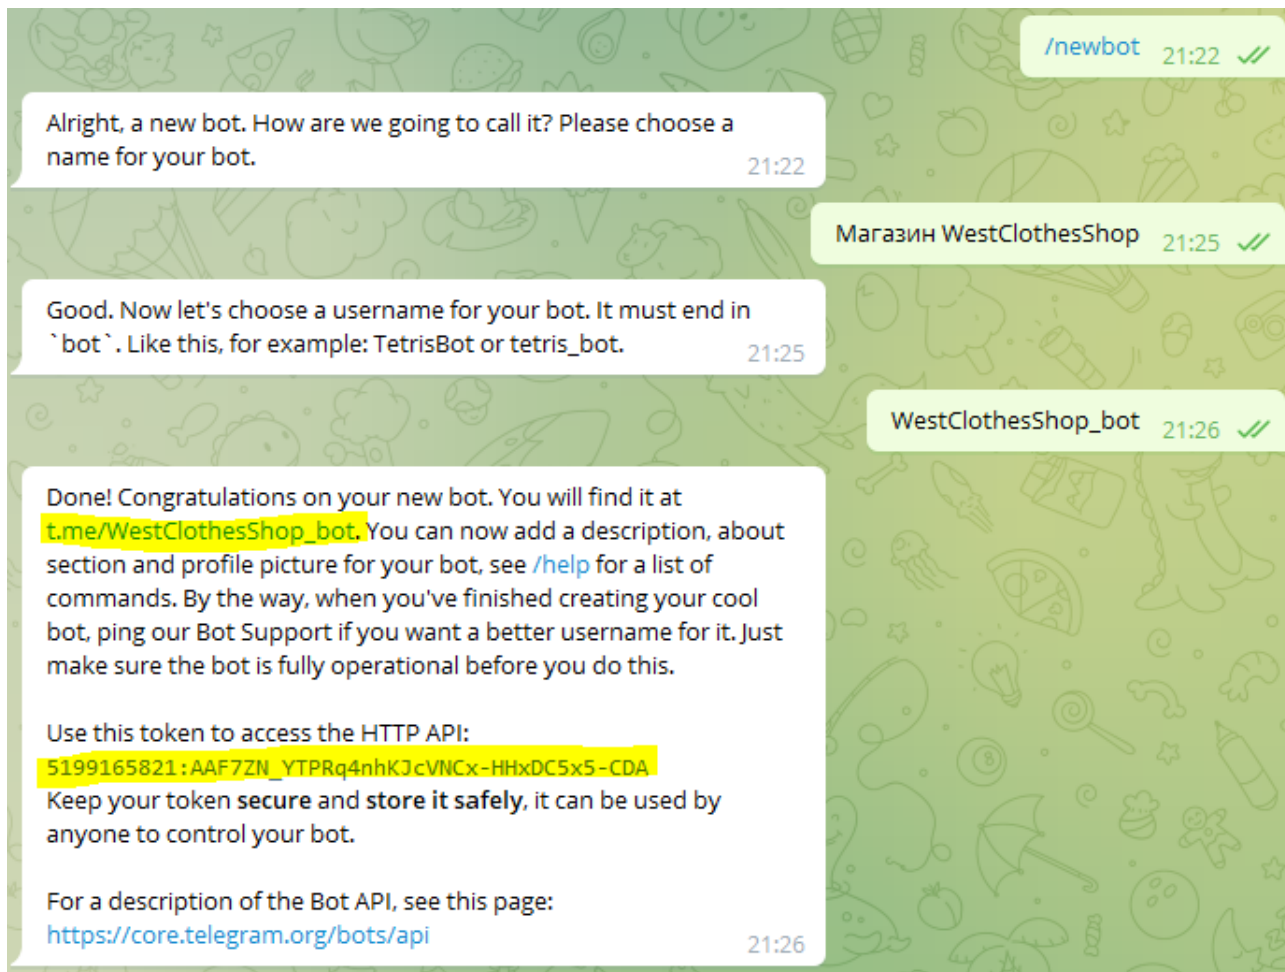 /newbot 21:22
Alright, a new bot. How are we going to call it? Please choose a
name for your bot.
21:22
Магазин WestClothesShop 21:25
Good. Now let's choose a username for your bot. It must end in
`bot`. Like this, for example: TetrisBot or tetris_bot.
21:25
WestClothesShop_bot 21:26
Done! Congratulations on your new bot. You will find it at
t.me/WestClothesShop_bot. You can now add a description, about
section and profile picture for your bot, see /help for a list of
commands. By the way, when you've finished creating your cool
bot, ping our Bot Support if you want a better username for it. Just
make sure the bot is fully operational before you do this.
Use this token to access the HTTP API:
5199165821:AAF7ZN_YTPRq4nhKJcVNCx-HHxDC5x5-CDA
Keep your token secure and store it safely, it can be used by
anyone to control your bot.
For a description of the Bot API, see this page:
https://core.telegram.org/bots/api
21:26